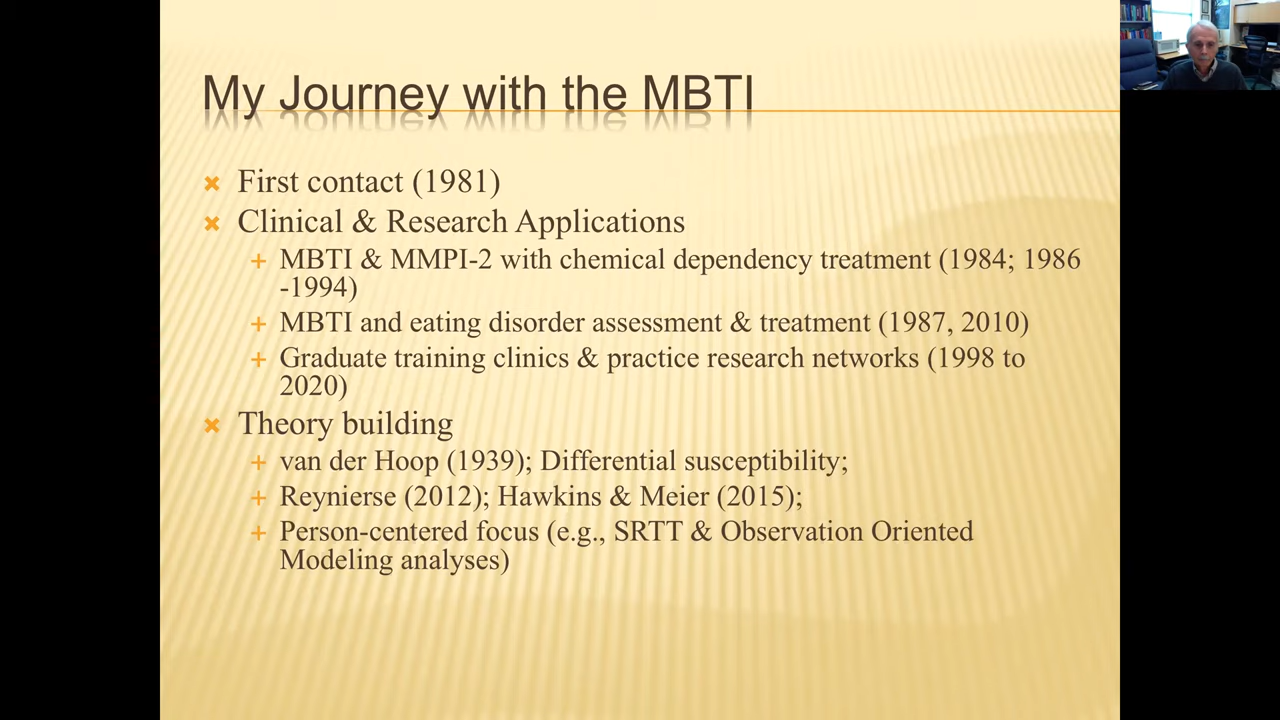 My Journey with the MBTI
First contact (1981)
Clinical & Research Applications
MBTI & MMPI-2 with chemical dependency treatment (1984; 1986
-1994)
MBTI and eating disorder assessment & treatment (1987, 2010)
Graduate training clinics & practice research networks (1998 to
2020)
Theory building
van der Hoop (1939); Differential susceptibility;
Reynierse (2012); Hawkins & Meier (2015);
Person-centered focus (e.g., SRTT & Observation Oriented
Modeling analyses)